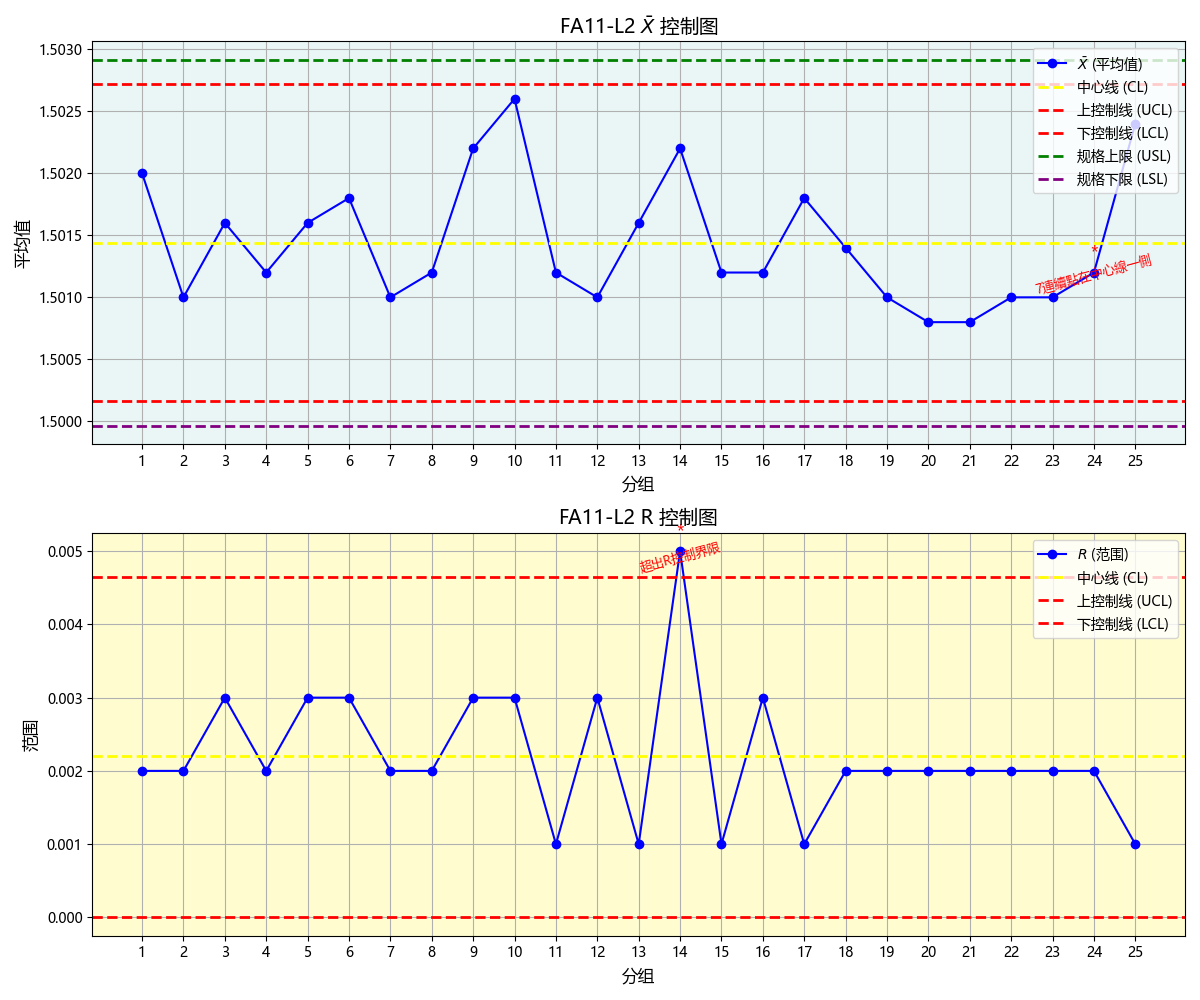 FA11-L2 X̄ 控制图
平均值
1.5030
1.5025
1.5020
1.5015
1.5010
1.5005
1.5000
X̄ (平均值)
中心线 (CL)
上控制线 (UCL)
下控制线 (LCL)
规格上限 (USL)
规格下限 (LSL)
*
7連續點在中心線一側
1 2 3 4 5 6 7 8 9 10 11 12 13 14 15 16 17 18 19 20 21 22 23 24 25
分组
FA11-L2 R 控制图
*
超出R控制界限
范围
0.005
0.004
0.003
0.002
0.001
0.000
R (范围)
中心线 (CL)
上控制线 (UCL)
下控制线 (LCL)
1 2 3 4 5 6 7 8 9 10 11 12 13 14 15 16 17 18 19 20 21 22 23 24 25
分组